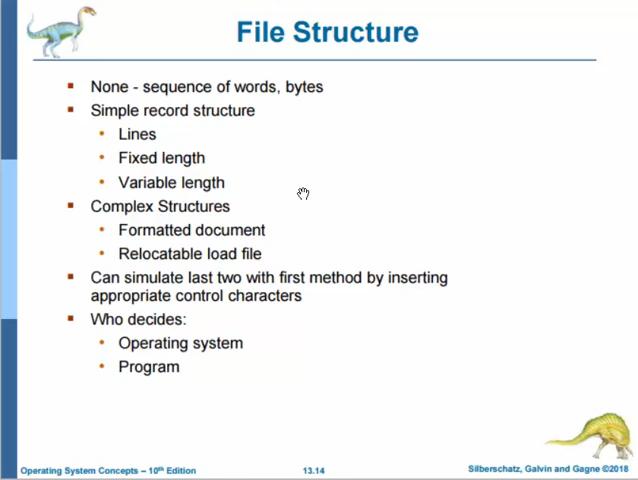 File Structure
None - sequence of words, bytes
Simple record structure
Lines
Fixed length
Variable length
Complex Structures
Formatted document
Relocatable load file
Can simulate last two with first method by inserting
appropriate control characters
Who decides:
Operating system
Program
Operating System Concepts – 10th Edition
13.14
Silberschatz, Galvin and Gagne ©2018